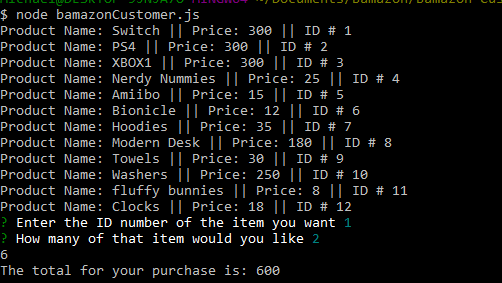 $ node bamazonCustomer.js
Product Name: Switch || Price: 300 || ID # 1
Product Name: PS4 || Price: 300 || ID # 2
Product Name: XBOX1 || Price: 300 || ID # 3
Product Name: Nerdy Nummies || Price: 25 || ID # 4
Product Name: Amiibo || Price: 15 || ID # 5
Product Name: Bionicle || Price: 12 || ID # 6
Product Name: Hoodies || Price: 35 || ID # 7
Product Name: Modern Desk || Price: 180 || ID # 8
Product Name: Towels || Price: 30 || ID # 9
Product Name: Washers || Price: 250 || ID # 10
Product Name: fluffy bunnies || Price: 8 || ID # 11
Product Name: Clocks || Price: 18 || ID # 12
? Enter the ID number of the item you want 1
? How many of that item would you like 2
6
The total for your purchase is: 600